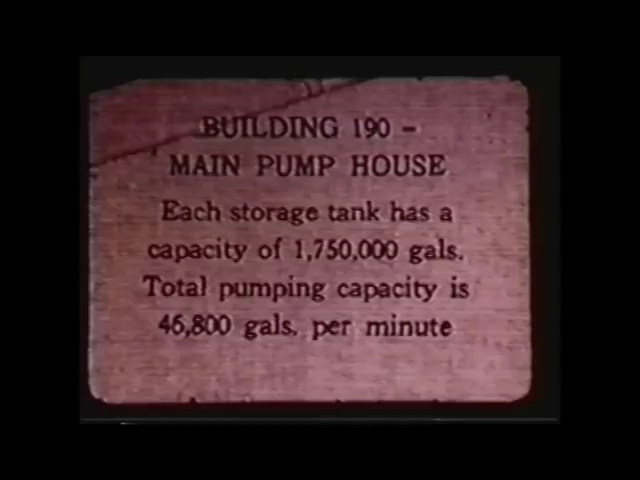 BUILDING 190 –
MAIN PUMP HOUSE
Each storage tank has a
capacity of 1,750,000 gals.
Total pumping capacity is
46,800 gals. per minute